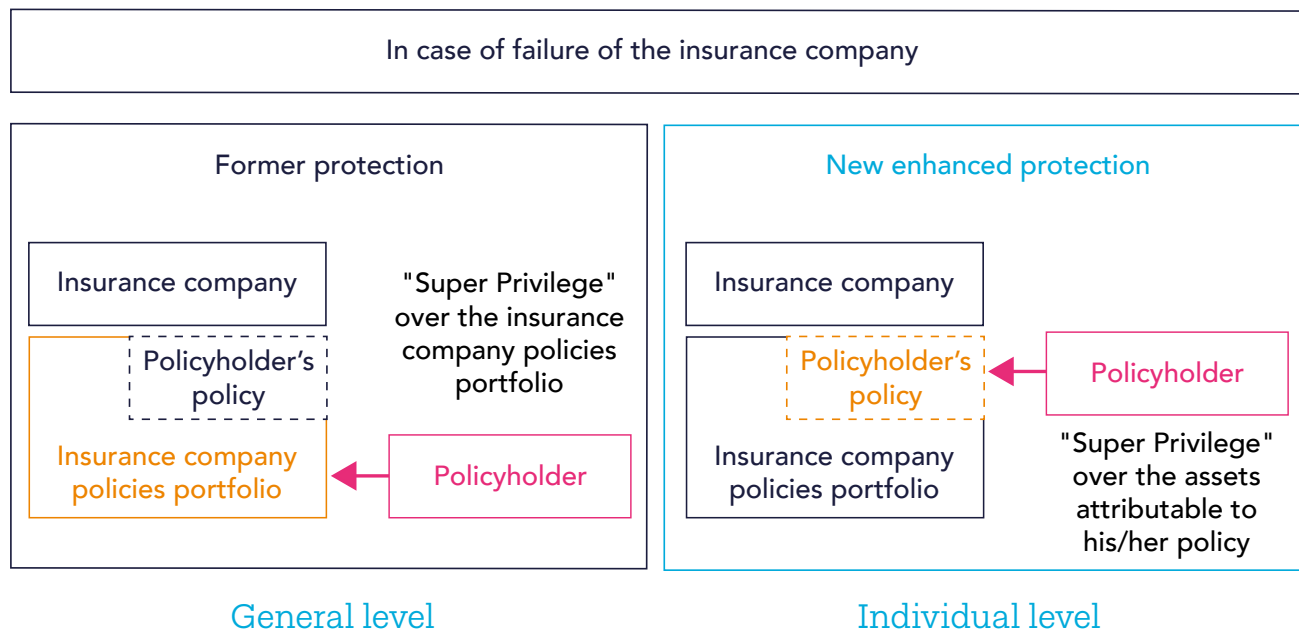 In case of failure of the insurance company
Former protection
Insurance company
Policyholder's
policy
Insurance company
policies portfolio
"Super Privilege"
over the insurance
company policies
portfolio
Policyholder
General level
New enhanced protection
Insurance company
Policyholder's
policy
Insurance company
policies portfolio
Policyholder
"Super Privilege"
over the assets
attributable to
his/her policy
Individual level